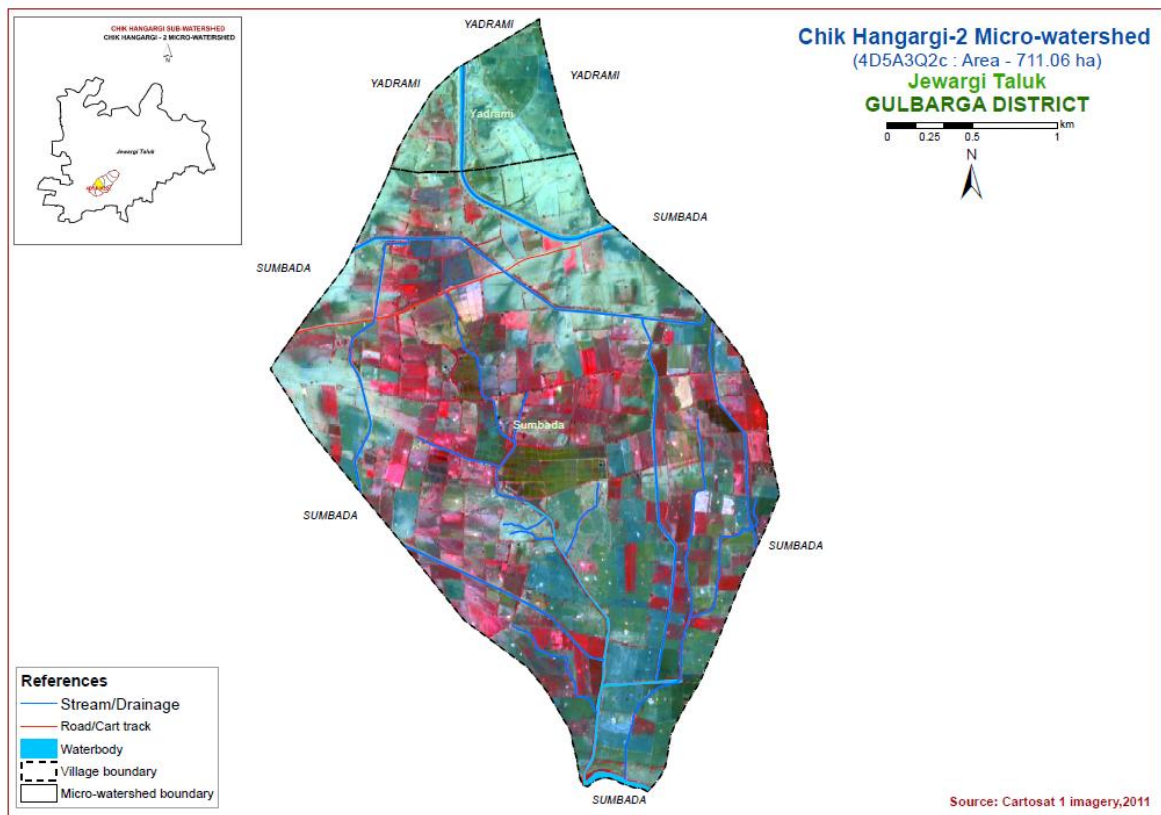 CHIK HANGARGI SUB-WATERSHED
CHIK HANGARGI - 2 MICRO-WATERSHED
N
Jewargi Taluk
Chik Hangargi-2 Micro-watershed
(4D5A3Q2c : Area - 711.06 ha)
Jewargi Taluk
GULBARGA DISTRICT
0 0.25 0.5 1 km
N
YADRAMI
YADRAMI
YADRAMI
Yadrami
SUMBADA
SUMBADA
Sumbada
SUMBADA
SUMBADA
SUMBADA
References
Stream/Drainage
Road/Cart track
Waterbody
Village boundary
Micro-watershed boundary
Source: Cartosat 1 imagery,2011